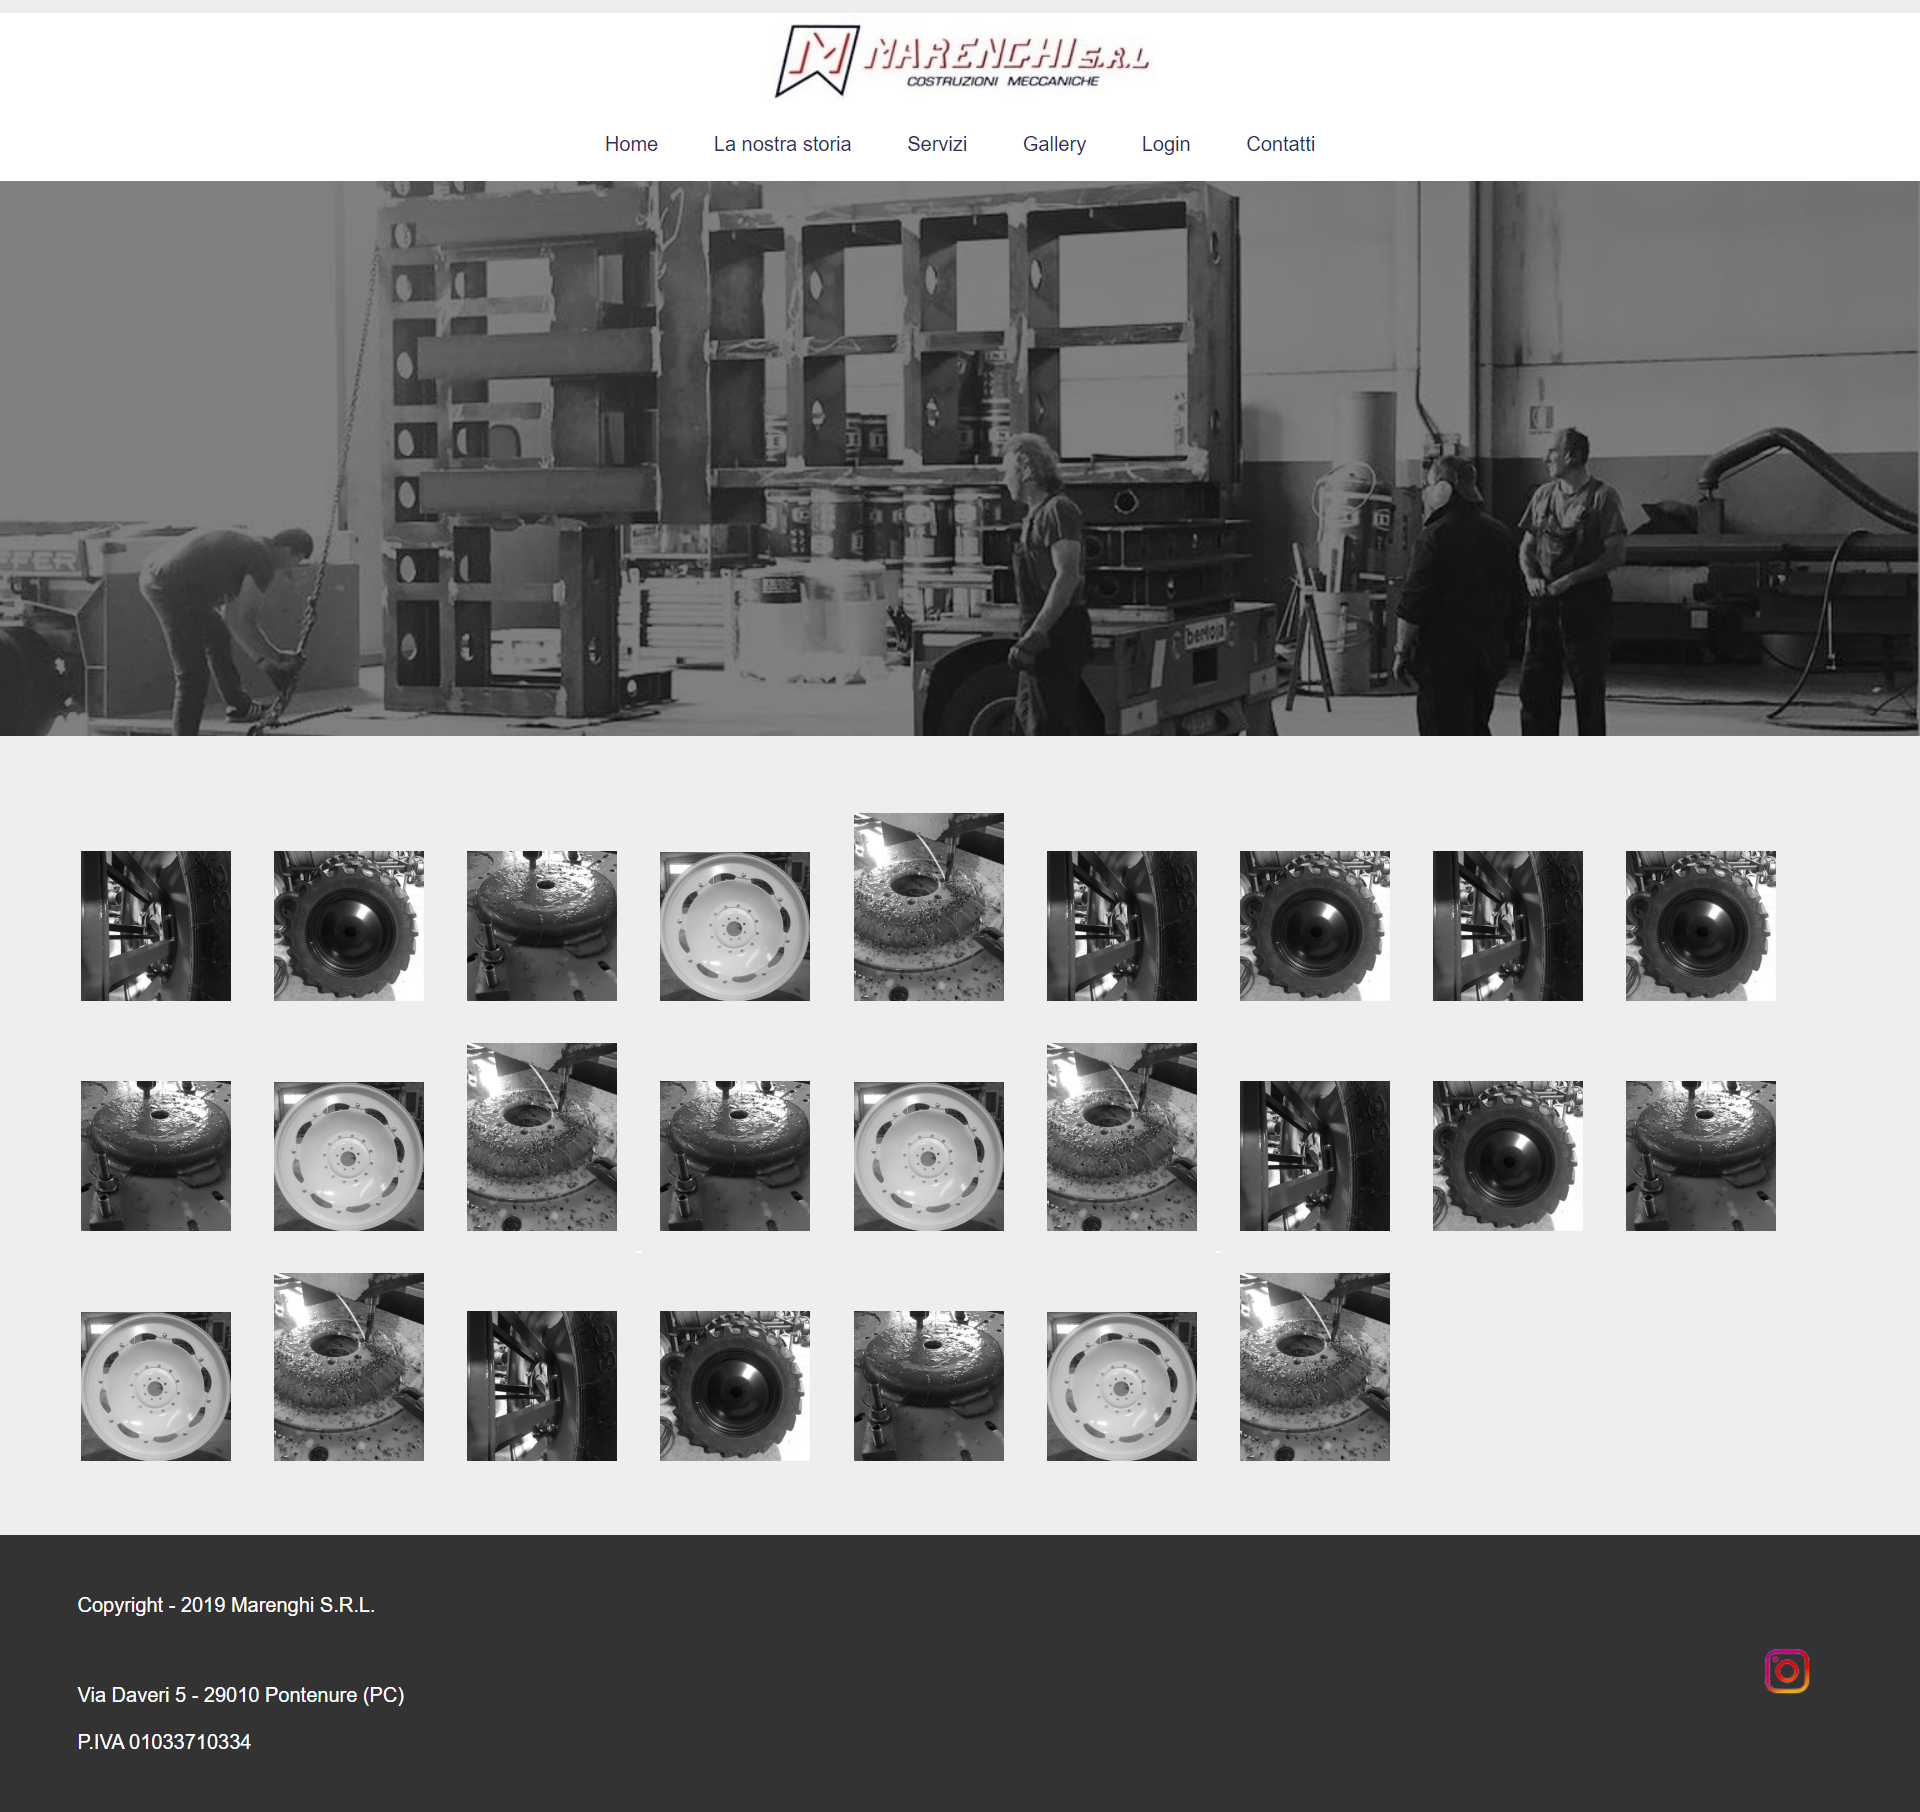 MARENGHI S.R.L
COSTRUZIONI MECCANICHE
Home
La nostra storia
Servizi
Gallery
Login
Contatti
bertoja
Copyright - 2019 Marenghi S.R.L.
Via Daveri 5 - 29010 Pontenure (PC)
P.IVA 01033710334